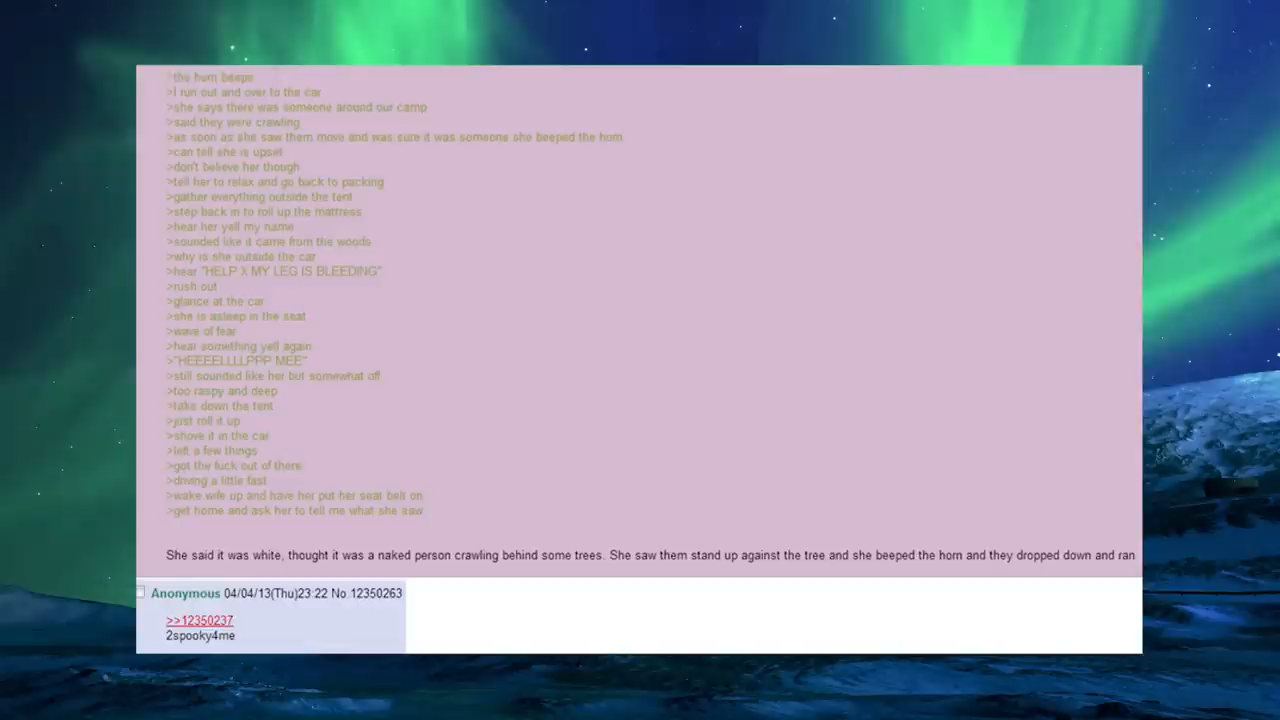 >the horn beeps
>I run out and over to the car
>she says there was someone around our camp
>said they were crawling
>as soon as she saw them move and was sure it was someone she beeped the horn
>can tell she is upset
>don't believe her though
>tell her to relax and go back to packing
>gather everything outside the tent
>step back in to roll up the mattress
>hear her yell my name
>sounded like it came from the woods
>why is she outside the car
>hear "HELP X MY LEG IS BLEEDING"
>rush out
>glance at the car
>she is asleep in the seat
>wave of fear
>hear something yell again
>"HEEEELLLLPPP MEE"
>still sounded like her but somewhat off
>too raspy and deep
>take down the tent
>just roll it up
>shove it in the car
>left a few things
>got the fuck out of there
>driving a little fast
>wake wife up and have her put her seat belt on
>get home and ask her to tell me what she saw
She said it was white, thought it was a naked person crawling behind some trees. She saw them stand up against the tree and she beeped the horn and they dropped down and ran
Anonymous 04/04/13(Thu)23:22 No.12350263
>>12350237
2spooky4me